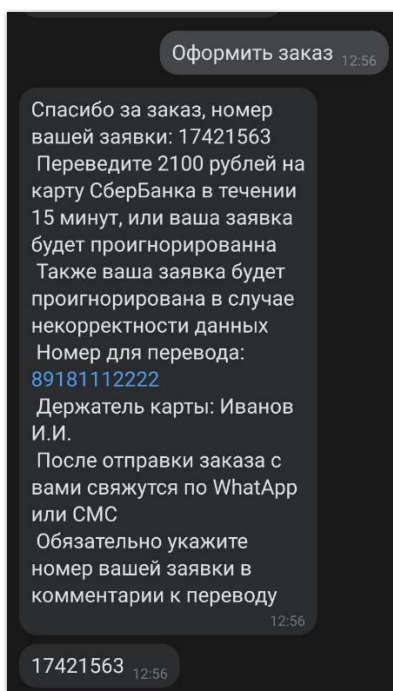 Оформить заказ 12:56
Спасибо за заказ, номер
вашей заявки: 17421563
Переведите 2100 рублей на
карту СберБанка в течении
15 минут, или ваша заявка
будет проигнорированна
Также ваша заявка будет
проигнорирована в случае
некорректности данных
Номер для перевода:
89181112222
Держатель карты: Иванов
И.И.
После отправки заказа с
вами свяжутся по WhatApp
или СМС
Обязательно укажите
номер вашей заявки в
комментарии к переводу
12:56
17421563 12:56